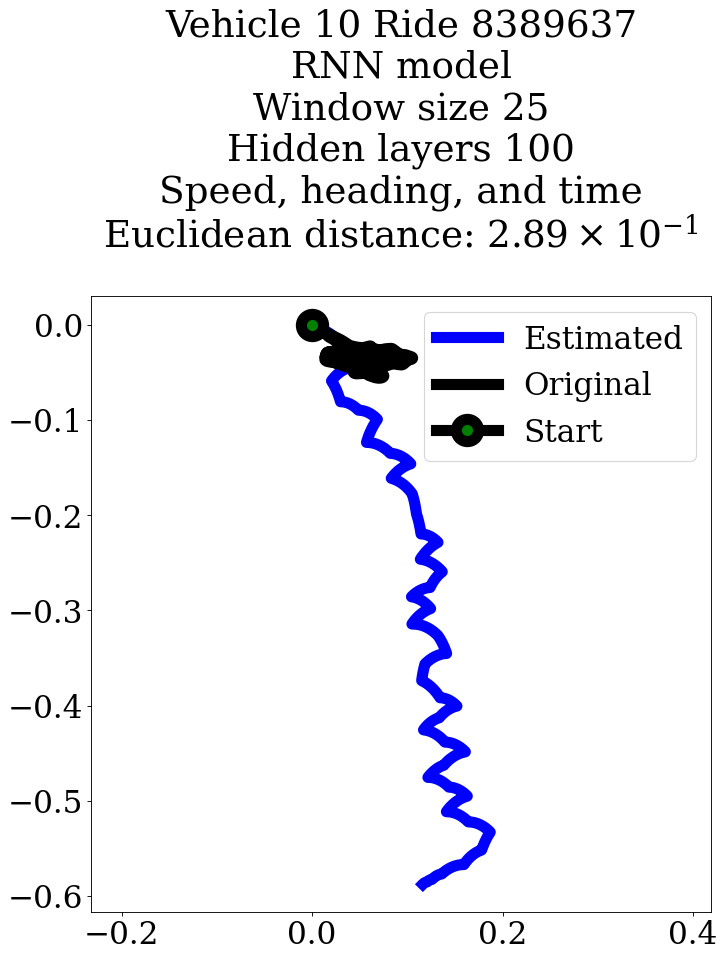 Vehicle 10 Ride 8389637
RNN model
Window size 25
Hidden layers 100
Speed, heading, and time
Euclidean distance: 2.89 × 10⁻¹
Estimated
Original
Start
0.0
−0.1
−0.2
−0.3
−0.4
−0.5
−0.6
−0.2 0.0 0.2 0.4